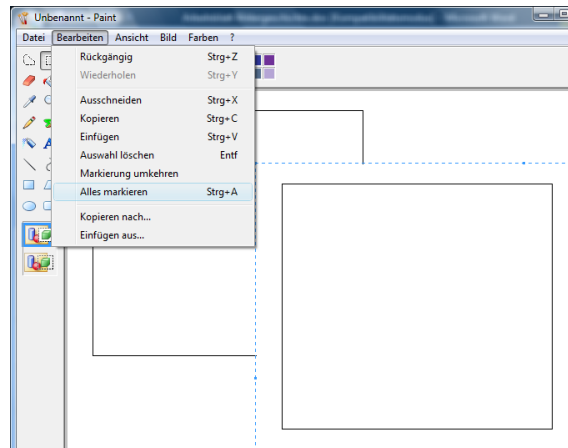 Unbenannt - Paint
Datei Bearbeiten Ansicht Bild Farben ?
Rückgängig Strg+Z
Wiederholen Strg+Y
Ausschneiden Strg+X
Kopieren Strg+C
Einfügen Strg+V
Auswahl löschen Entf
Markierung umkehren
Alles markieren Strg+A
Kopieren nach...
Einfügen aus...